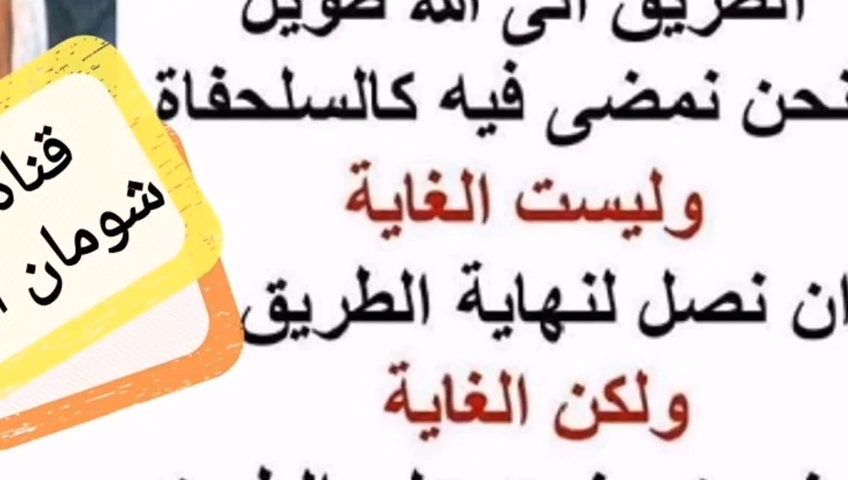 الطريق الى الله طويل
نحن نمضى فيه كالسلحفاة
وليست الغاية
ان نصل لنهاية الطريق
ولكن الغاية
قناة
شومان